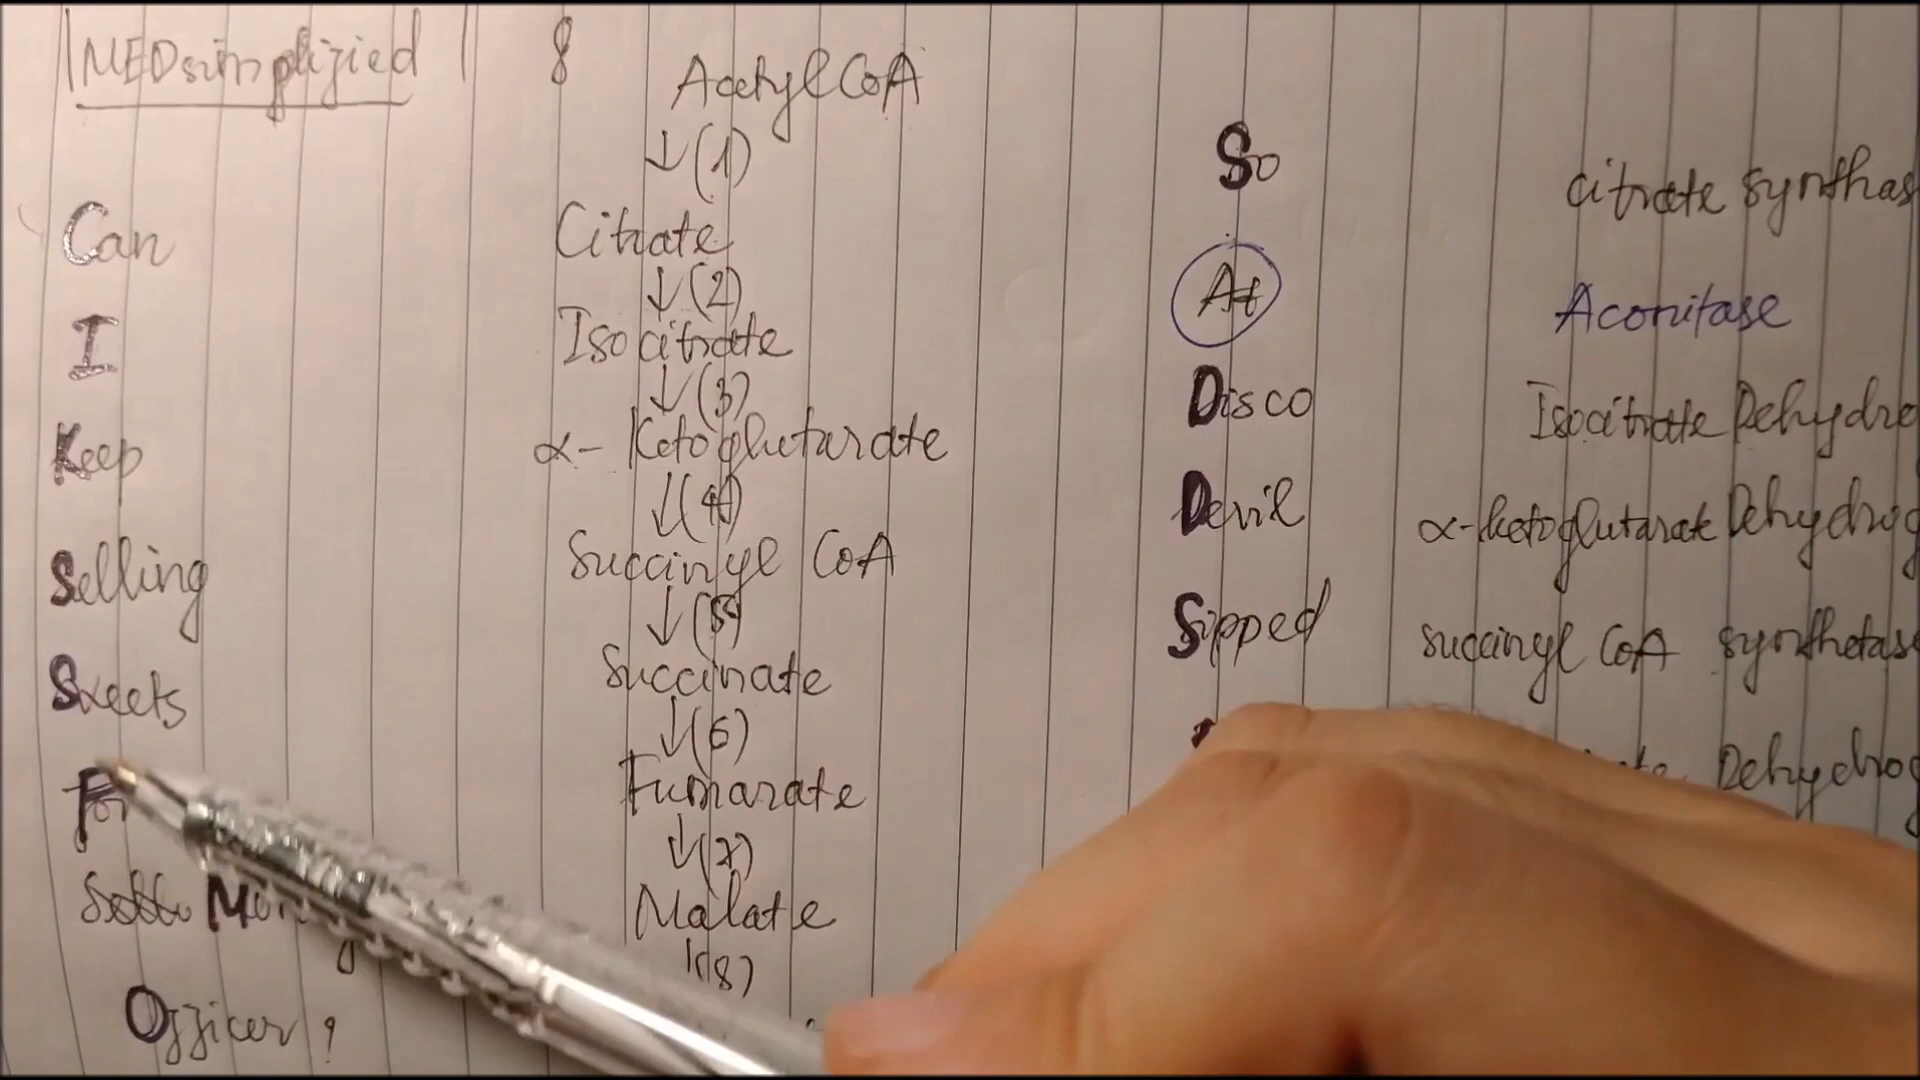 MEDsimplified 8 Acetyl CoA
↓ (1) So citrate synthas
Can Citrate
↓ (2) At Aconitase
I Isocitrate
↓ (3) Disco Isocitrate Dehydro
Keep α- Ketoglutarate
↓ (4) Devil α-ketoglutarate Dehydrog
Selling Succinyl CoA
↓ (5) Sipped succinyl CoA synthetas
Sweets Succinate
↓ (6) Dehydrog
For Fumarate
↓ (7)
Malate
(8)
Officer ?